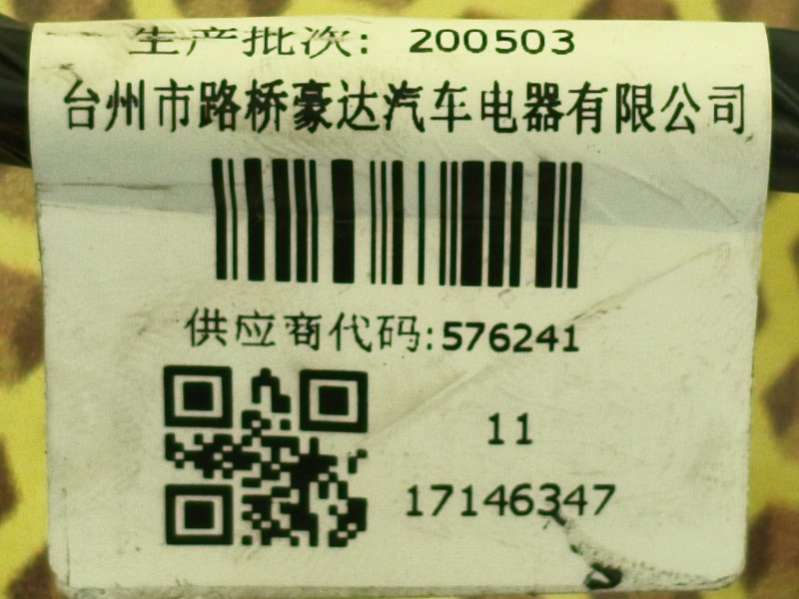 生产批次: 200503
台州市路桥豪达汽车电器有限公司
供应商代码:576241
11
17146347